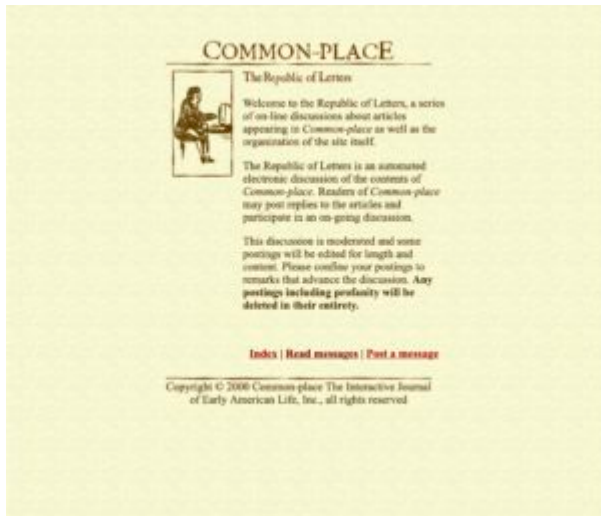 COMMON-PLACE
The Republic of Letters
Welcome to the Republic of Letters, a series
of on-line discussions about articles
appearing in Common-place as well as the
organization of the site itself.
The Republic of Letters is an automated
electronic discussion of the contents of
Common-place. Readers of Common-place
may post replies to the articles and
participate in an on-going discussion.
This discussion is moderated and some
postings will be edited for length and
content. Please confine your postings to
remarks that advance the discussion. Any
postings including profanity will be
deleted in their entirety.
Index | Read messages | Post a message
Copyright © 2000 Common-place The Interactive Journal
of Early American Life, Inc., all rights reserved